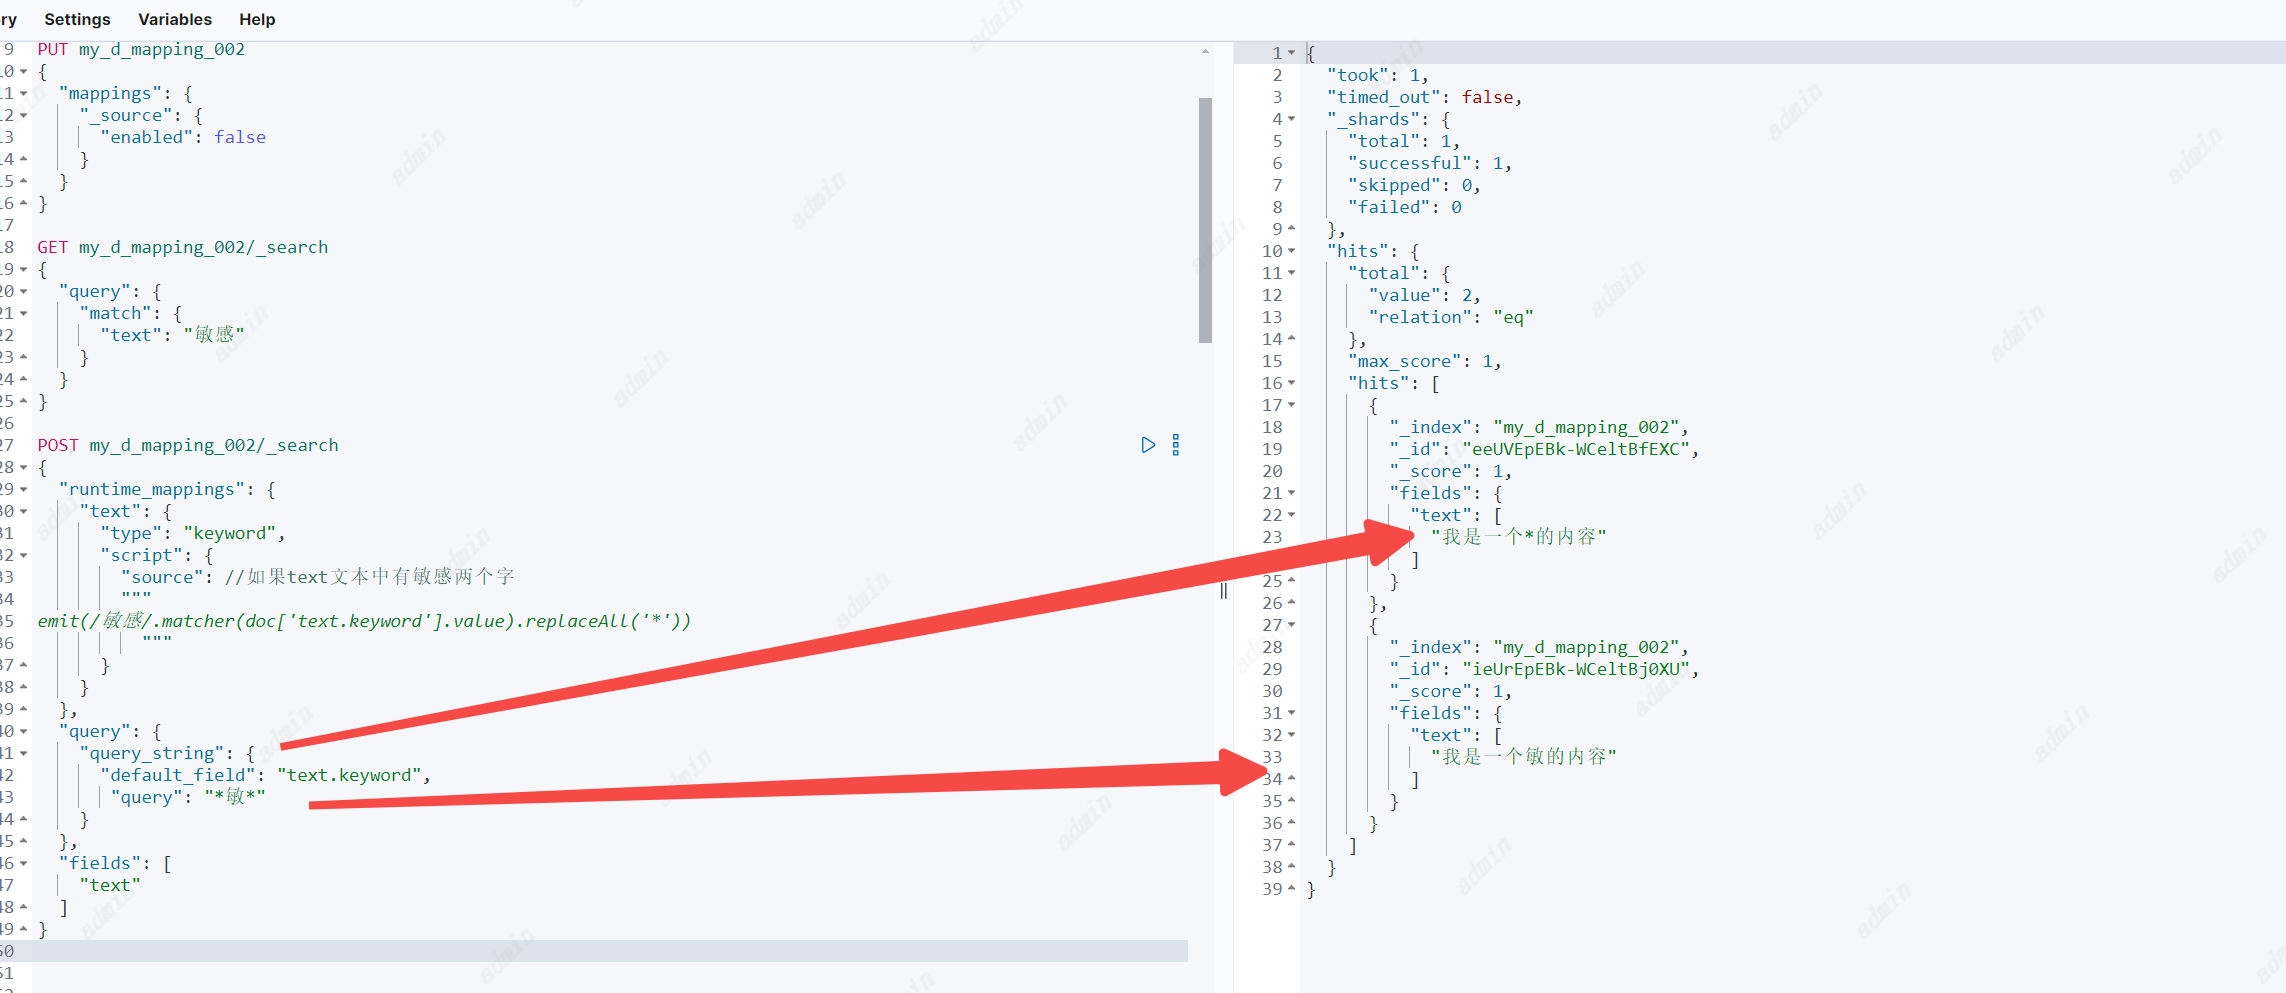 ry Settings Variables Help
9 PUT my_d_mapping_002
10 {
11 "mappings": {
12 "_source": {
13 "enabled": false
14 }
15 }
16 }
17
18 GET my_d_mapping_002/_search
19 {
20 "query": {
21 "match": {
22 "text": "敏感"
23 }
24 }
25 }
26
27 POST my_d_mapping_002/_search
28 {
29 "runtime_mappings": {
30 "text": {
31 "type": "keyword",
32 "script": {
33 "source": //如果text文本中有敏感两个字
34 """
35 emit(/敏感/.matcher(doc['text.keyword'].value).replaceAll('*'))
36 """
37 }
38 }
39 },
40 "query": {
41 "query_string": {
42 "default_field": "text.keyword",
43 "query": "*敏*"
44 }
45 },
46 "fields": [
47 "text"
48 ]
49 }
50
51
1 {
2 "took": 1,
3 "timed_out": false,
4 "_shards": {
5 "total": 1,
6 "successful": 1,
7 "skipped": 0,
8 "failed": 0
9 },
10 "hits": {
11 "total": {
12 "value": 2,
13 "relation": "eq"
14 },
15 "max_score": 1,
16 "hits": [
17 {
18 "_index": "my_d_mapping_002",
19 "_id": "eeUVEpEBk-WCeltBfEXC",
20 "_score": 1,
21 "fields": {
22 "text": [
23 "我是一个*的内容"
]
25 }
26 },
27 {
28 "_index": "my_d_mapping_002",
29 "_id": "ieUrEpEBk-WCeltBj0XU",
30 "_score": 1,
31 "fields": {
32 "text": [
33 "我是一个敏的内容"
34 ]
35 }
36 }
37 ]
38 }
39 }
admin